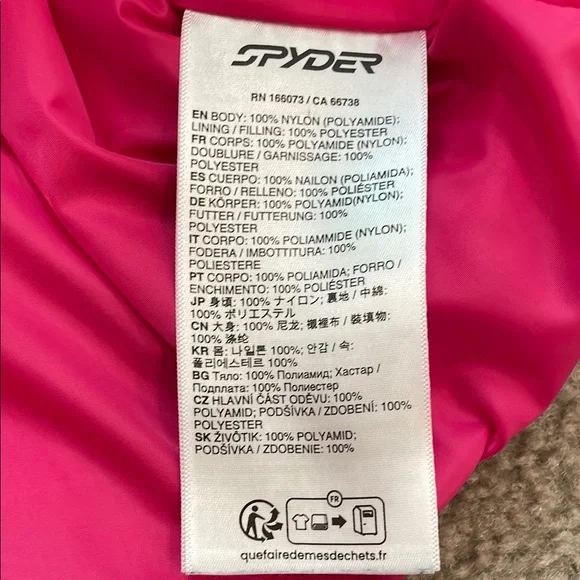 SPYDER
RN 166073 / CA 66738
EN BODY: 100% NYLON (POLYAMIDE);
LINING / FILLING: 100% POLYESTER
FR CORPS: 100% POLYAMIDE (NYLON);
DOUBLURE / GARNISSAGE: 100%
POLYESTER
ES CUERPO: 100% NAILON (POLIAMIDA);
FORRO / RELLENO: 100% POLIÉSTER
DE KÖRPER: 100% POLYAMID(NYLON);
FUTTER / FUTTERUNG: 100%
POLYESTER
IT CORPO: 100% POLIAMMIDE (NYLON);
FODERA / IMBOTTITURA: 100%
POLIESTERE
PT CORPO: 100% POLIAMIDA; FORRO /
ENCHIMENTO: 100% POLIÉSTER
JP 身頃: 100% ナイロン; 裏地 / 中綿:
100% ポリエステル
CN 大身: 100% 尼龙; 襯裡布 / 裝填物:
100% 涤纶
KR 몸: 나일론 100%; 안감 / 속:
폴리에스테르 100%
BG Тяло: 100% Полиамид; Хастар /
Подплата: 100% Полиестер
CZ HLAVNÍ ČÁST ODĚVU: 100%
POLYAMID; PODŠÍVKA / ZDOBENÍ: 100%
POLYESTER
SK ŽIVÔTIK: 100% POLYAMID;
PODŠÍVKA / ZDOBENIE: 100%
FR
quefairedemesdechets.fr